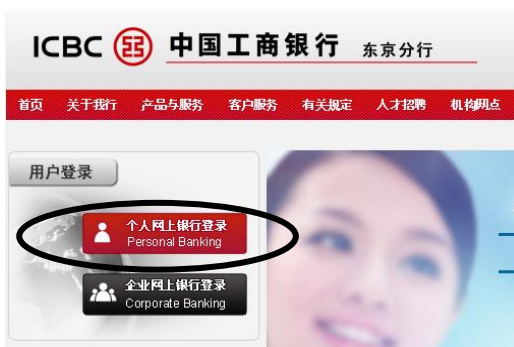 ICBC 中国工商银行 东京分行
首页 关于我行 产品与服务 客户服务 有关规定 人才招聘 机构网点
用户登录
个人网上银行登录
Personal Banking
企业网上银行登录
Corporate Banking